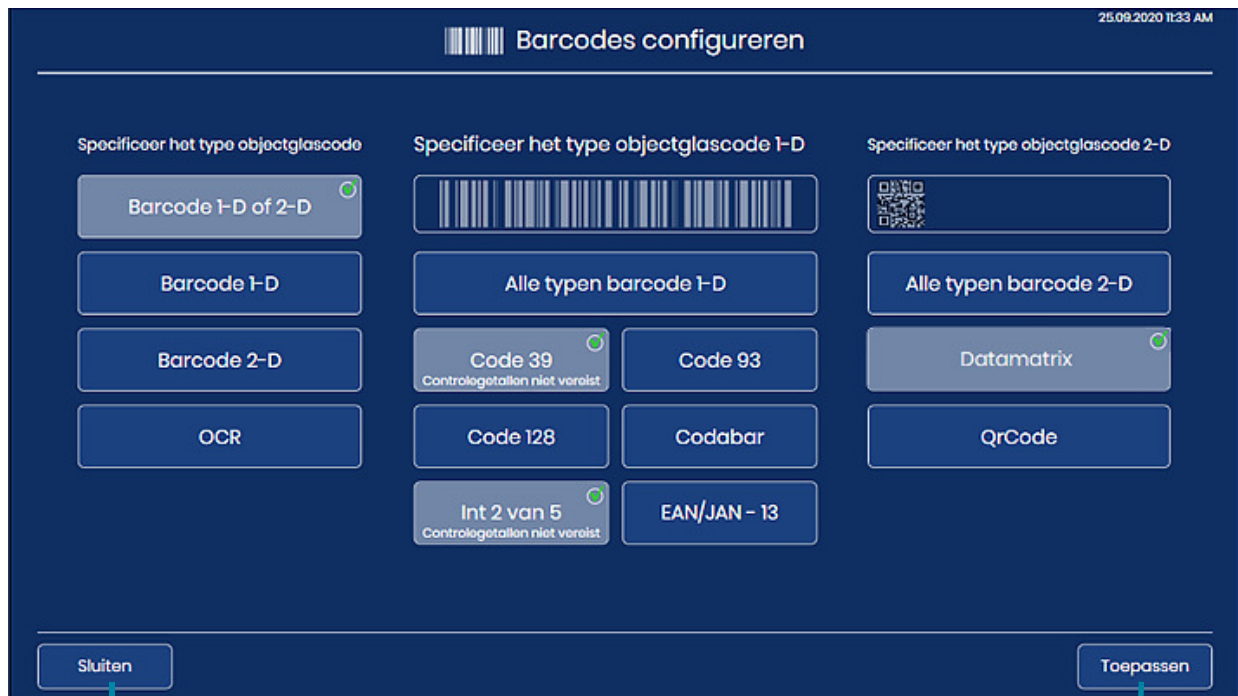 25.09.2020 11:33 AM
Barcodes configureren
Specificeer het type objectglascode
Barcode 1-D of 2-D
Barcode 1-D
Barcode 2-D
OCR
Specificeer het type objectglascode 1-D
Alle typen barcode 1-D
Code 39
Controlegetallen niet vereist
Code 93
Code 128
Codabar
Int 2 van 5
Controlegetallen niet vereist
EAN/JAN - 13
Specificeer het type objectglascode 2-D
Alle typen barcode 2-D
Datamatrix
QrCode
Sluiten
Toepassen